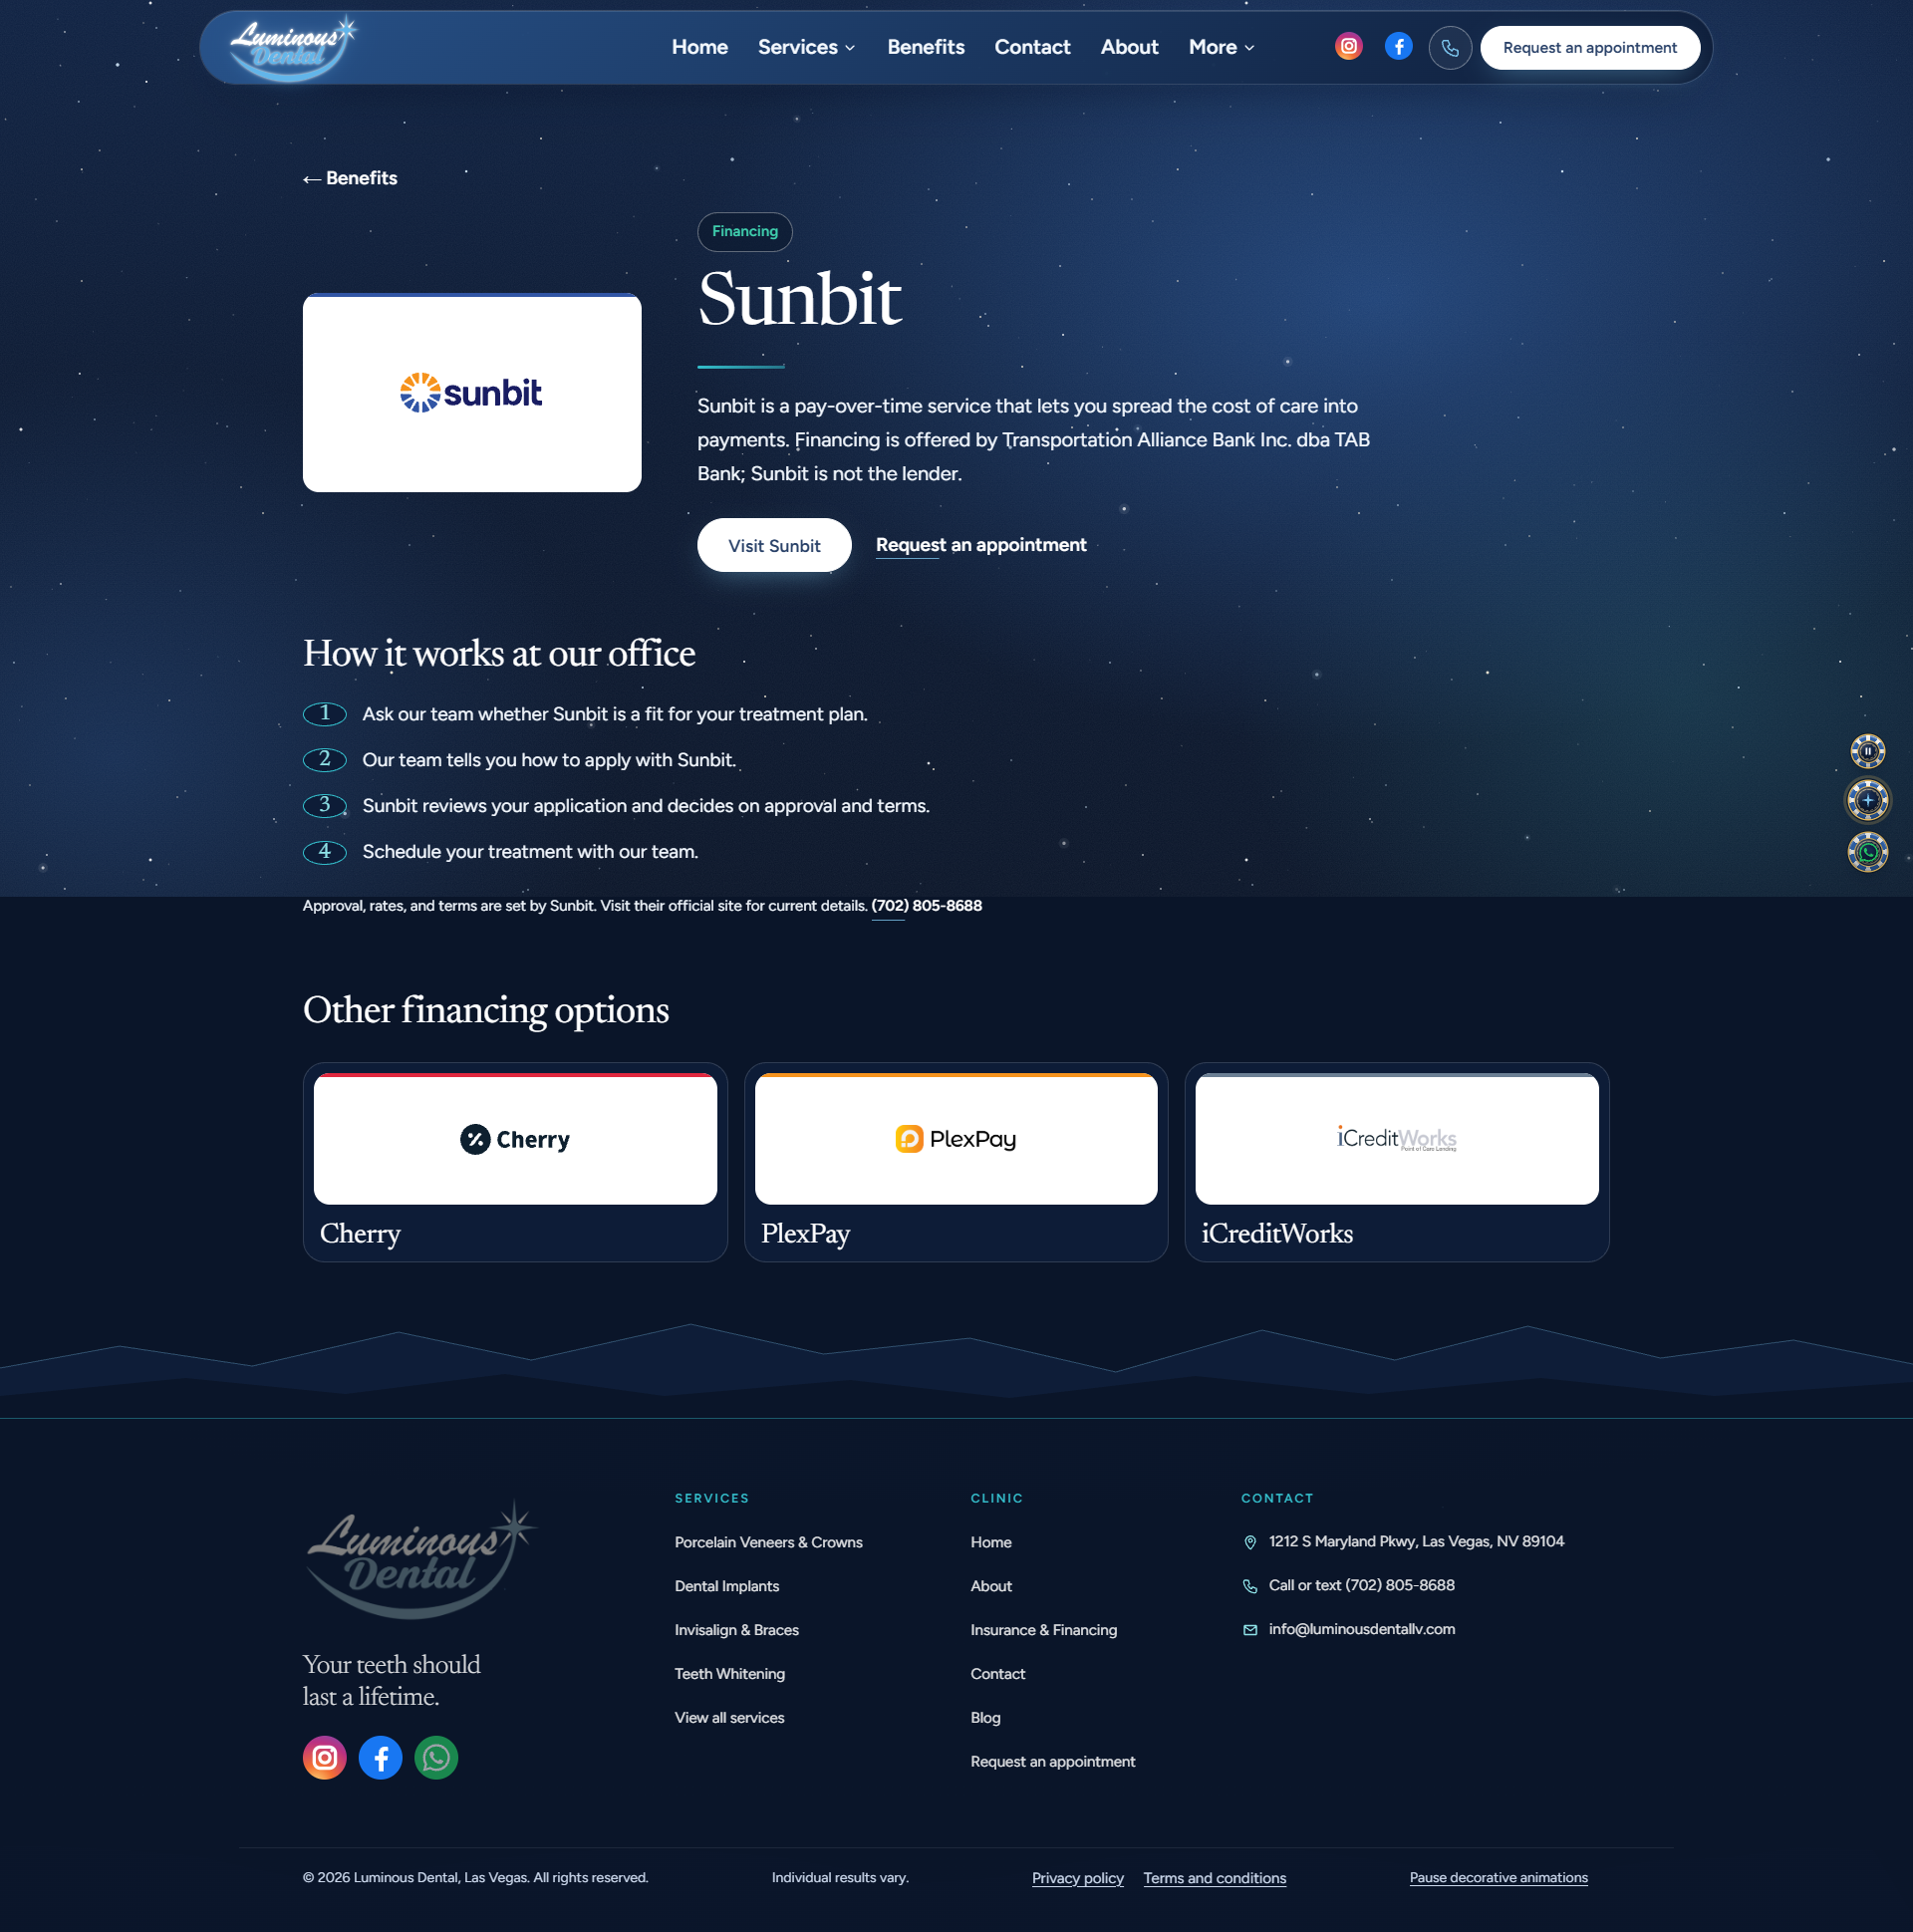 Luminous
Dental
Home
Services
Benefits
Contact
About
More
Request an appointment
← Benefits
Financing
Sunbit
sunbit
Sunbit is a pay-over-time service that lets you spread the cost of care into
payments. Financing is offered by Transportation Alliance Bank Inc. dba TAB
Bank; Sunbit is not the lender.
Visit Sunbit
Request an appointment
How it works at our office
1 Ask our team whether Sunbit is a fit for your treatment plan.
2 Our team tells you how to apply with Sunbit.
3 Sunbit reviews your application and decides on approval and terms.
4 Schedule your treatment with our team.
Approval, rates, and terms are set by Sunbit. Visit their official site for current details. (702) 805-8688
Other financing options
Cherry
Cherry
PlexPay
PlexPay
iCreditWorks
Point of Care Lending
iCreditWorks
Luminous
Dental
Your teeth should
last a lifetime.
SERVICES
Porcelain Veneers & Crowns
Dental Implants
Invisalign & Braces
Teeth Whitening
View all services
CLINIC
Home
About
Insurance & Financing
Contact
Blog
Request an appointment
CONTACT
1212 S Maryland Pkwy, Las Vegas, NV 89104
Call or text (702) 805-8688
info@luminousdentallv.com
© 2026 Luminous Dental, Las Vegas. All rights reserved.
Individual results vary.
Privacy policy
Terms and conditions
Pause decorative animations